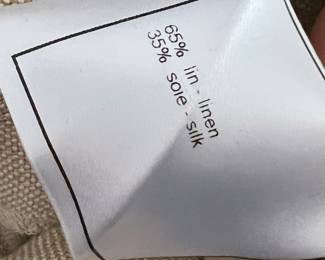 65% lin - linen
35% soie - silk